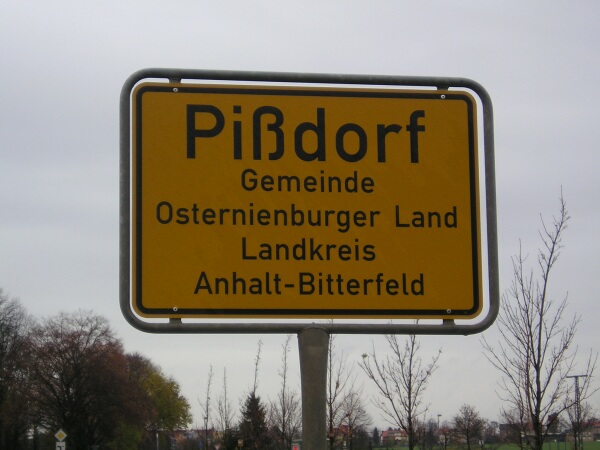 Pißdorf
Gemeinde
Osternienburger Land
Landkreis
Anhalt-Bitterfeld